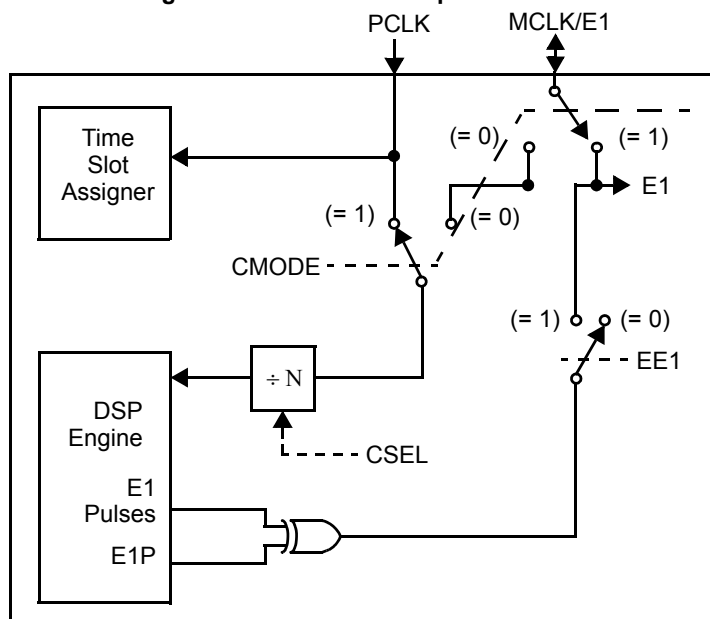 PCLK
MCLK/E1
Time
Slot
Assigner
(= 0)
(= 1)
E1
(= 1)
(= 0)
CMODE
(= 1)
(= 0)
EE1
÷ N
DSP
Engine
CSEL
E1
Pulses
E1P